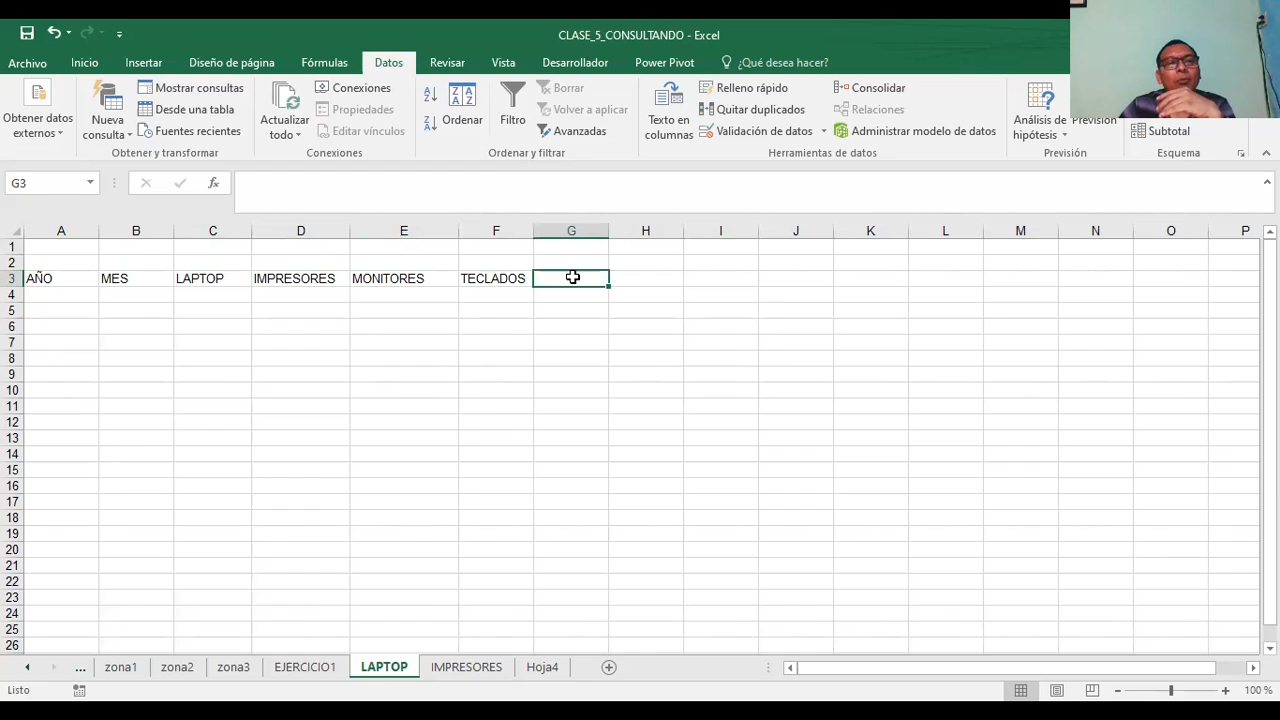 CLASE_5_CONSULTANDO - Excel
Archivo Inicio Insertar Diseño de página Fórmulas Datos Revisar Vista Desarrollador Power Pivot ¿Qué desea hacer?
Obtener datos externos
Nueva consulta
Mostrar consultas
Desde una tabla
Fuentes recientes
Obtener y transformar
Actualizar todo
Conexiones
Propiedades
Editar vínculos
Conexiones
Ordenar
Filtro
Borrar
Volver a aplicar
Avanzadas
Ordenar y filtrar
Texto en columnas
Relleno rápido
Quitar duplicados
Validación de datos
Consolidar
Relaciones
Administrar modelo de datos
Herramientas de datos
Análisis de hipótesis
Previsión
Previsión
Subtotal
Esquema
G3
fx
A B C D E F G H I J K L M N O P
1
2
3 AÑO MES LAPTOP IMPRESORES MONITORES TECLADOS
4
5
6
7
8
9
10
11
12
13
14
15
16
17
18
19
20
21
22
23
24
25
26
... zona1 zona2 zona3 EJERCICIO1 LAPTOP IMPRESORES Hoja4
Listo
100 %